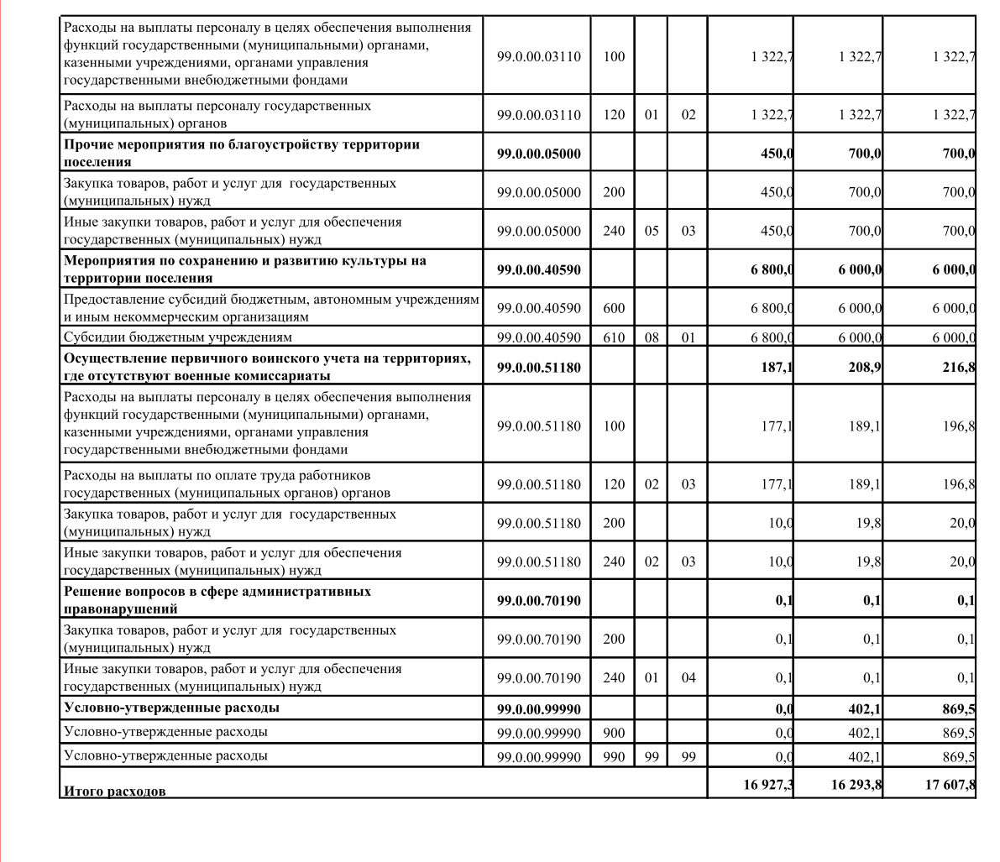 Расходы на выплаты персоналу в целях обеспечения выполнения
функций государственными (муниципальными) органами,
казенными учреждениями, органами управления
государственными внебюджетными фондами
99.0.00.03110 100 1 322,7 1 322,7 1 322,7
Расходы на выплаты персоналу государственных
(муниципальных) органов
99.0.00.03110 120 01 02 1 322,7 1 322,7 1 322,7
Прочие мероприятия по благоустройству территории
поселения
99.0.00.05000 450,0 700,0 700,0
Закупка товаров, работ и услуг для  государственных
(муниципальных) нужд
99.0.00.05000 200 450,0 700,0 700,0
Иные закупки товаров, работ и услуг для обеспечения
государственных (муниципальных) нужд
99.0.00.05000 240 05 03 450,0 700,0 700,0
Мероприятия по сохранению и развитию культуры на
территории поселения
99.0.00.40590 6 800,0 6 000,0 6 000,0
Предоставление субсидий бюджетным, автономным учреждениям
и иным некоммерческим организациям
99.0.00.40590 600 6 800,0 6 000,0 6 000,0
Субсидии бюджетным учреждениям 99.0.00.40590 610 08 01 6 800,0 6 000,0 6 000,0
Осуществление первичного воинского учета на территориях,
где отсутствуют военные комиссариаты
99.0.00.51180 187,1 208,9 216,8
Расходы на выплаты персоналу в целях обеспечения выполнения
функций государственными (муниципальными) органами,
казенными учреждениями, органами управления
государственными внебюджетными фондами
99.0.00.51180 100 177,1 189,1 196,8
Расходы на выплаты по оплате труда работников
государственных (муниципальных органов) органов
99.0.00.51180 120 02 03 177,1 189,1 196,8
Закупка товаров, работ и услуг для  государственных
(муниципальных) нужд
99.0.00.51180 200 10,0 19,8 20,0
Иные закупки товаров, работ и услуг для обеспечения
государственных (муниципальных) нужд
99.0.00.51180 240 02 03 10,0 19,8 20,0
Решение вопросов в сфере административных
правонарушений
99.0.00.70190 0,1 0,1 0,1
Закупка товаров, работ и услуг для  государственных
(муниципальных) нужд
99.0.00.70190 200 0,1 0,1 0,1
Иные закупки товаров, работ и услуг для обеспечения
государственных (муниципальных) нужд
99.0.00.70190 240 01 04 0,1 0,1 0,1
Условно-утвержденные расходы 99.0.00.99990 0,0 402,1 869,5
Условно-утвержденные расходы 99.0.00.99990 900 0,0 402,1 869,5
Условно-утвержденные расходы 99.0.00.99990 990 99 99 0,0 402,1 869,5
Итого расходов 16 927,3 16 293,8 17 607,8